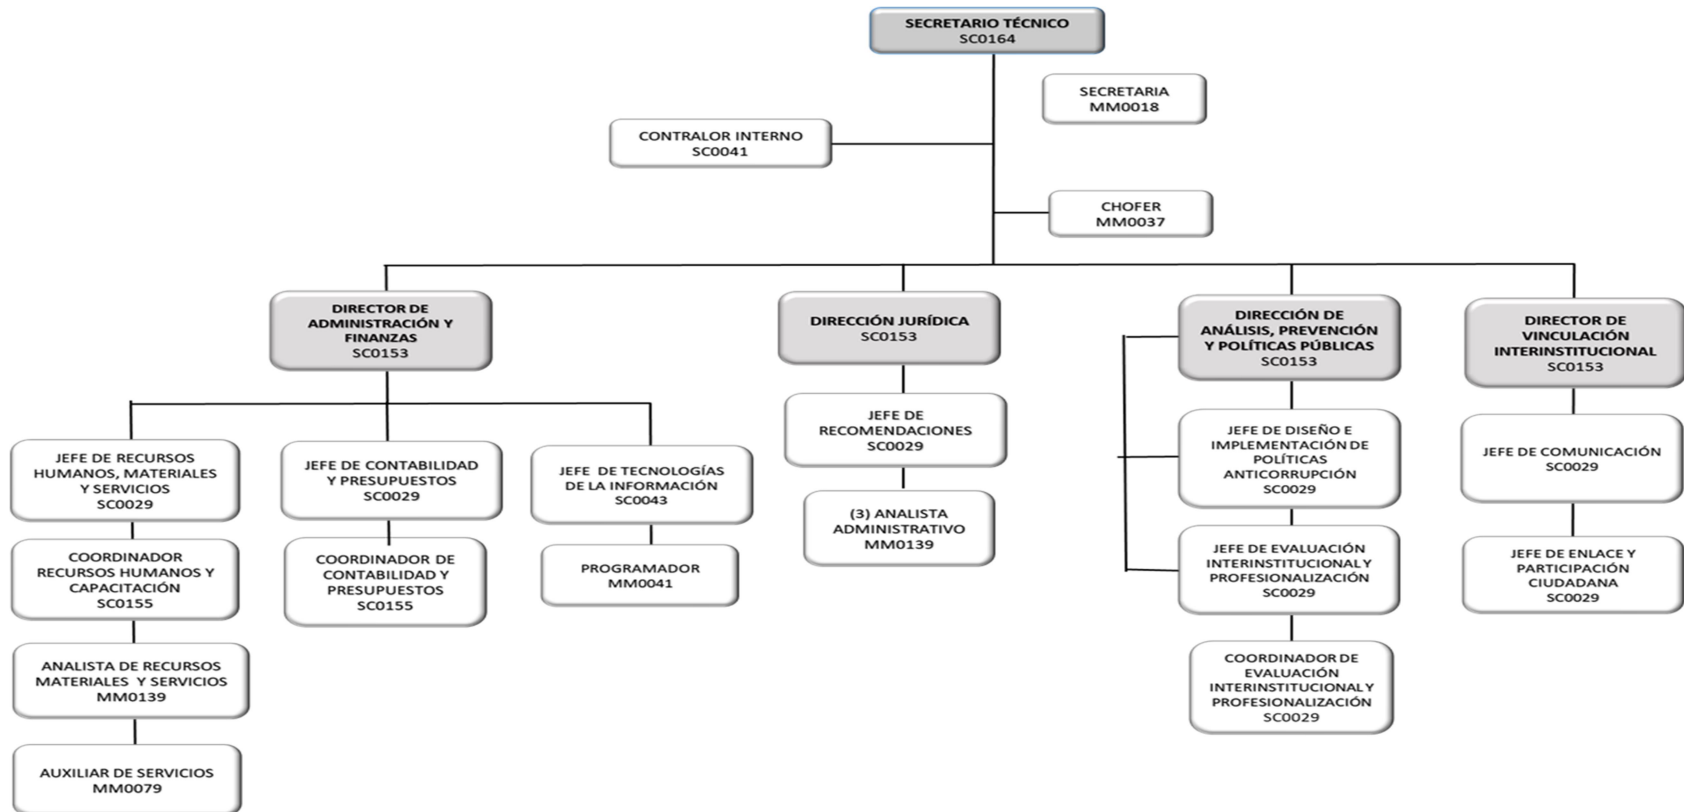 SECRETARIO TÉCNICO
SC0164
SECRETARIA
MM0018
CONTRALOR INTERNO
SC0041
CHOFER
MM0037
DIRECTOR DE
ADMINISTRACIÓN Y
FINANZAS
SC0153
DIRECCIÓN JURÍDICA
SC0153
DIRECCIÓN DE
ANÁLISIS, PREVENCIÓN
Y POLÍTICAS PÚBLICAS
SC0153
DIRECTOR DE
VINCULACIÓN
INTERINSTITUCIONAL
SC0153
JEFE DE RECURSOS
HUMANOS, MATERIALES
Y SERVICIOS
SC0029
JEFE DE CONTABILIDAD
Y PRESUPUESTOS
SC0029
JEFE DE TECNOLOGÍAS
DE LA INFORMACIÓN
SC0043
JEFE DE
RECOMENDACIONES
SC0029
JEFE DE DISEÑO E
IMPLEMENTACIÓN DE
POLÍTICAS
ANTICORRUPCIÓN
SC0029
JEFE DE COMUNICACIÓN
SC0029
COORDINADOR
RECURSOS HUMANOS Y
CAPACITACIÓN
SC0155
COORDINADOR DE
CONTABILIDAD Y
PRESUPUESTOS
SC0155
PROGRAMADOR
MM0041
(3) ANALISTA
ADMINISTRATIVO
MM0139
JEFE DE EVALUACIÓN
INTERINSTITUCIONAL Y
PROFESIONALIZACIÓN
SC0029
JEFE DE ENLACE Y
PARTICIPACIÓN
CIUDADANA
SC0029
ANALISTA DE RECURSOS
MATERIALES Y SERVICIOS
MM0139
COORDINADOR DE
EVALUACIÓN
INTERINSTITUCIONAL Y
PROFESIONALIZACIÓN
SC0029
AUXILIAR DE SERVICIOS
MM0079